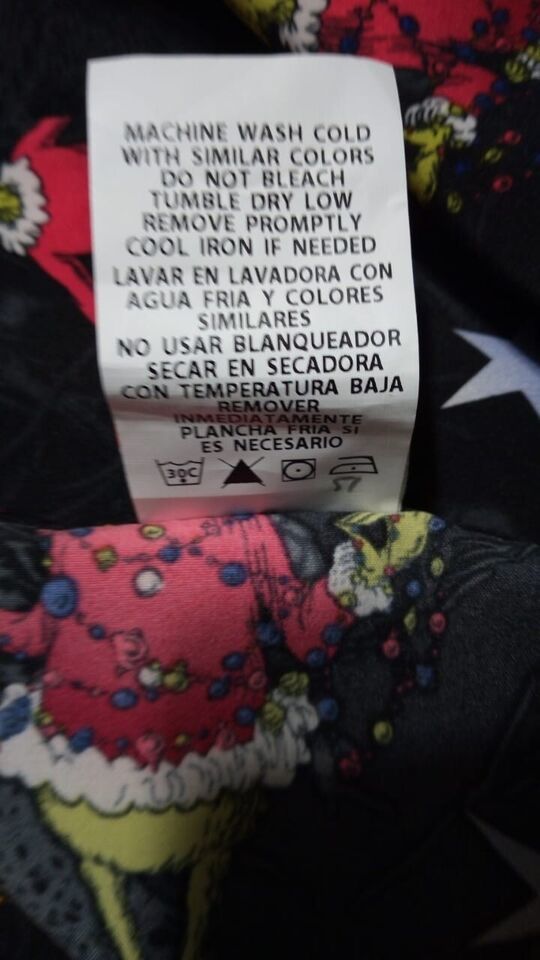 MACHINE WASH COLD
WITH SIMILAR COLORS
DO NOT BLEACH
TUMBLE DRY LOW
REMOVE PROMPTLY
COOL IRON IF NEEDED
LAVAR EN LAVADORA CON
AGUA FRIA Y COLORES
SIMILARES
NO USAR BLANQUEADOR
SECAR EN SECADORA
CON TEMPERATURA BAJA
REMOVER
INMEDIATAMENTE
PLANCHA FRIA SI
ES NECESARIO
30C
57